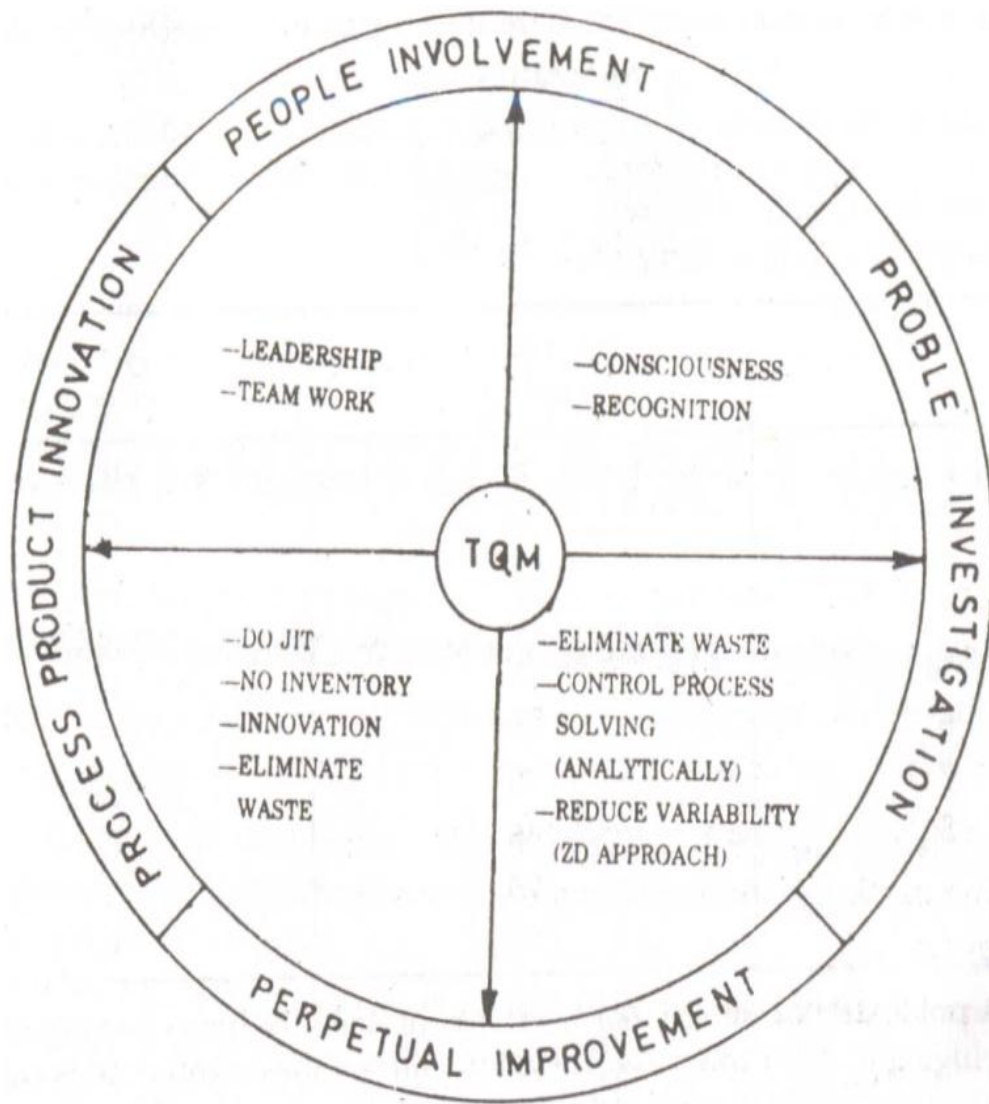 PEOPLE INVOLVEMENT
PROBLE INVESTIGATION
PROCESS PRODUCT INNOVATION
–LEADERSHIP
–TEAM WORK
–CONSCIOUSNESS
–RECOGNITION
TQM
–DO JIT
–NO INVENTORY
–INNOVATION
–ELIMINATE
WASTE
–ELIMINATE WASTE
–CONTROL PROCESS
SOLVING
(ANALYTICALLY)
–REDUCE VARIABILITY
(ZD APPROACH)
PERPETUAL IMPROVEMENT